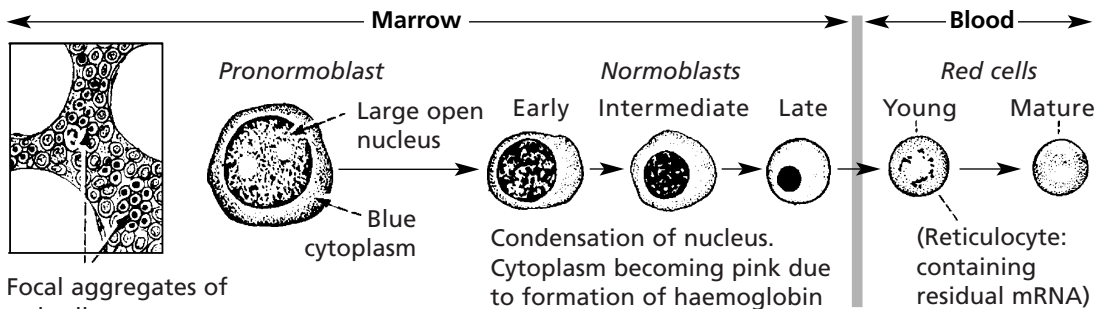 Marrow
Blood
Pronormoblast
Normoblasts
Red cells
Large open
nucleus
Early
Intermediate
Late
Young
Mature
Blue
cytoplasm
Condensation of nucleus.
Cytoplasm becoming pink due
to formation of haemoglobin
(Reticulocyte:
containing
residual mRNA)
Focal aggregates of